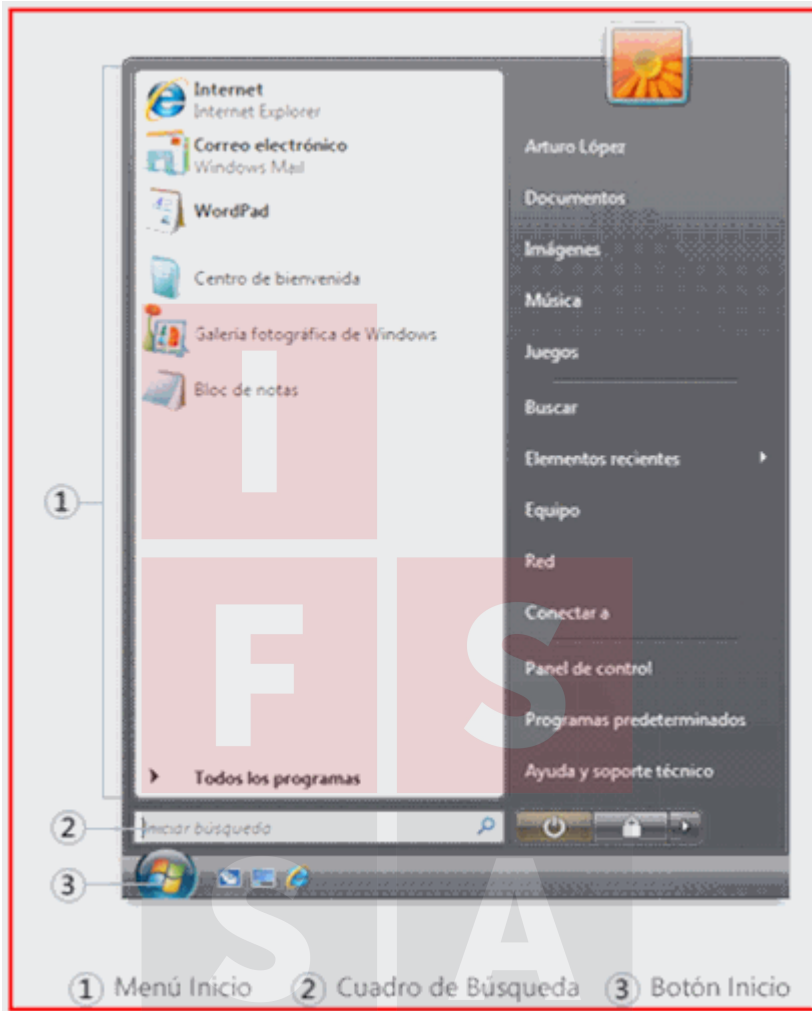 Internet
Internet Explorer
Correo electrónico
Windows Mail
WordPad
Centro de bienvenida
Galería fotográfica de Windows
Bloc de notas
Todos los programas
Iniciar búsqueda
Arturo López
Documentos
Imágenes
Música
Juegos
Buscar
Elementos recientes
Equipo
Red
Conectar a
Panel de control
Programas predeterminados
Ayuda y soporte técnico
1
2
3
I
F S
S A
1 Menú Inicio 2 Cuadro de Búsqueda 3 Botón Inicio